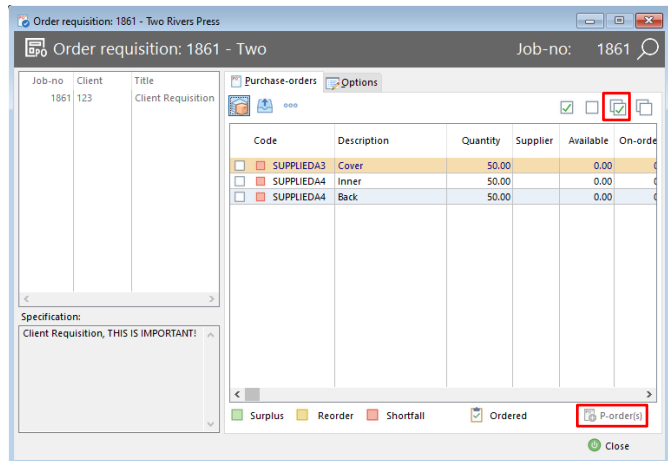 Order requisition: 1861 - Two Rivers Press
Order requisition: 1861 - Two
Job-no: 1861
Job-no Client Title
1861 123 Client Requisition
Purchase-orders Options
Code Description Quantity Supplier Available On-orde
SUPPLIEDA3 Cover 50.00 0.00
SUPPLIEDA4 Inner 50.00 0.00
SUPPLIEDA4 Back 50.00 0.00
Specification:
Client Requisition, THIS IS IMPORTANT!
Surplus Reorder Shortfall Ordered P-order(s)
Close